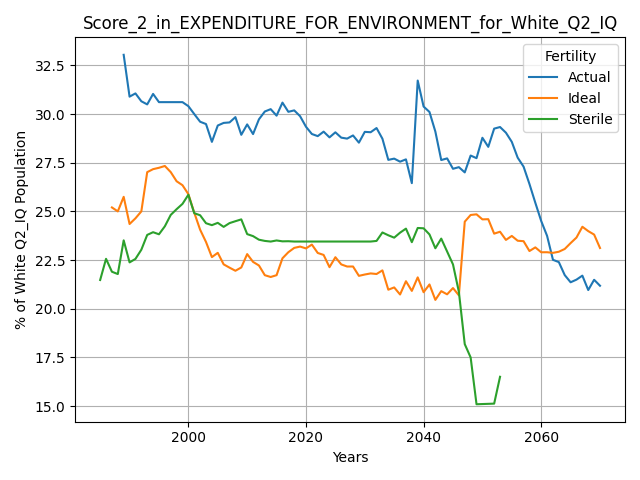 Score_2_in_EXPENDITURE_FOR_ENVIRONMENT_for_White_Q2_IQ
Fertility
Actual
Ideal
Sterile
% of White Q2_IQ Population
32.5
30.0
27.5
25.0
22.5
20.0
17.5
15.0
2000
2020
2040
2060
Years